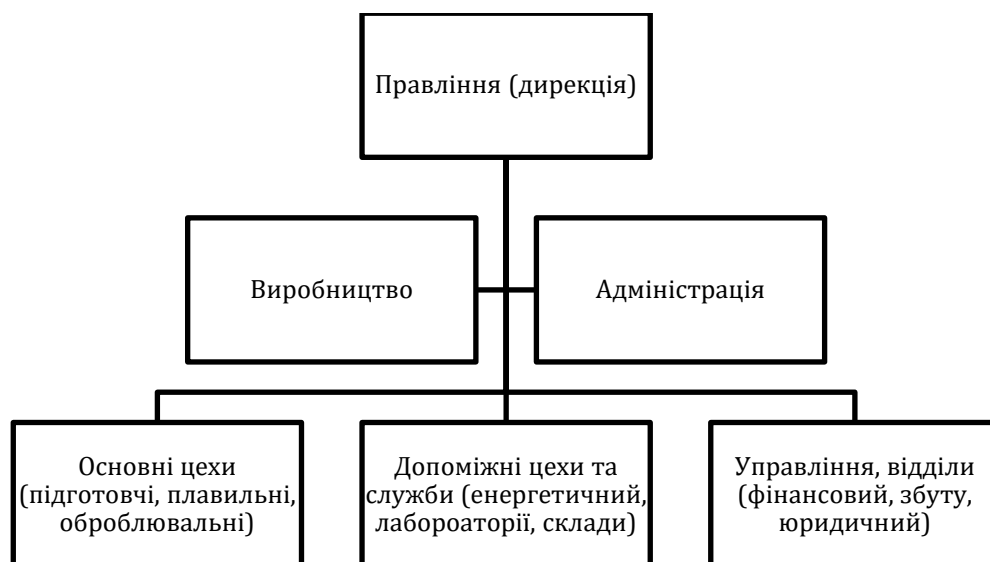 Правління (дирекція)
Виробництво
Адміністрація
Основні цехи
(підготовчі, плавильні,
оброблювальні)
Допоміжні цехи та
служби (енергетичний,
лабороаторії, склади)
Управління, відділи
(фінансовий, збуту,
юридичний)